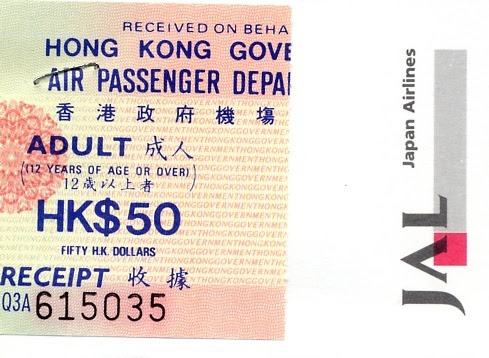 RECEIVED ON BEHA
HONG KONG GOVE
AIR PASSENGER DEPA
香港政府機場
ADULT 成人
(12 YEARS OF AGE OR OVER)
12歲以上者
HK$50
FIFTY H.K. DOLLARS
RECEIPT 收據
Q3A 615035
Japan Airlines
JAL